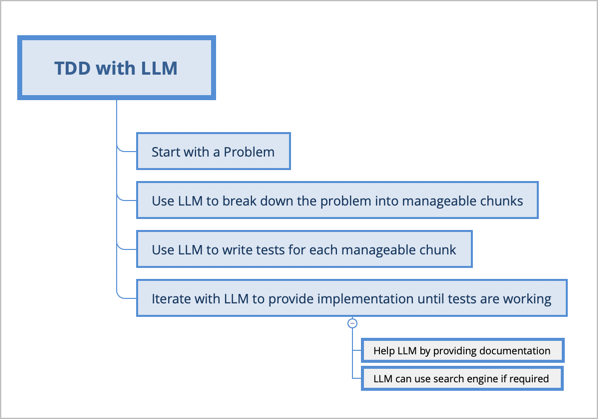 TDD with LLM
Start with a Problem
Use LLM to break down the problem into manageable chunks
Use LLM to write tests for each manageable chunk
Iterate with LLM to provide implementation until tests are working
Help LLM by providing documentation
LLM can use search engine if required